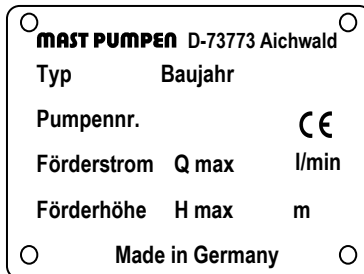 MAST PUMPEN D-73773 Aichwald
Typ Baujahr
Pumpennr. CE
Förderstrom Q max l/min
Förderhöhe H max m
Made in Germany